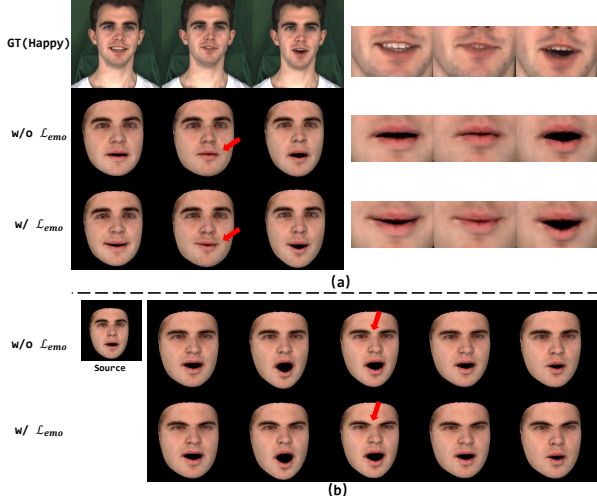 GT(Happy)
w/o ℒemo
w/ ℒemo
(a)
w/o ℒemo
Source
w/ ℒemo
(b)